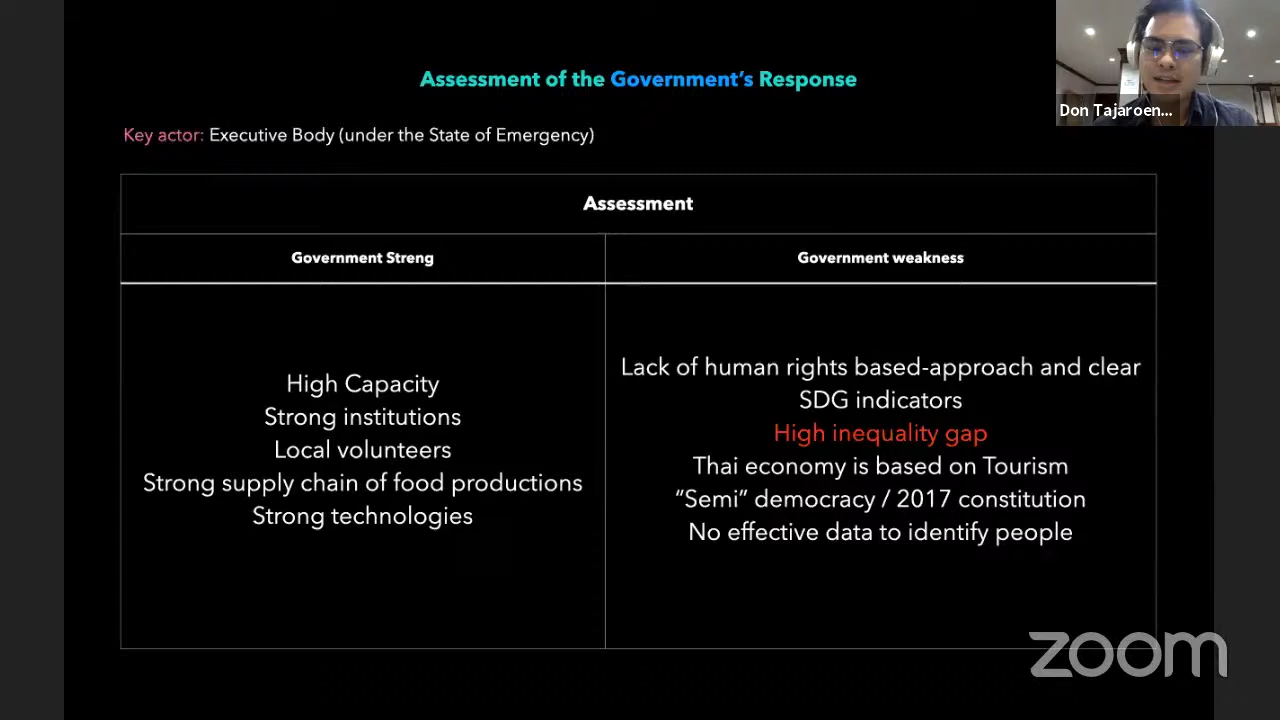 Assessment of the Government's Response
Don Tajaroen...
Key actor: Executive Body (under the State of Emergency)
Assessment
Government Streng
Government weakness
High Capacity
Strong institutions
Local volunteers
Strong supply chain of food productions
Strong technologies
Lack of human rights based-approach and clear
SDG indicators
High inequality gap
Thai economy is based on Tourism
“Semi” democracy / 2017 constitution
No effective data to identify people
zoom